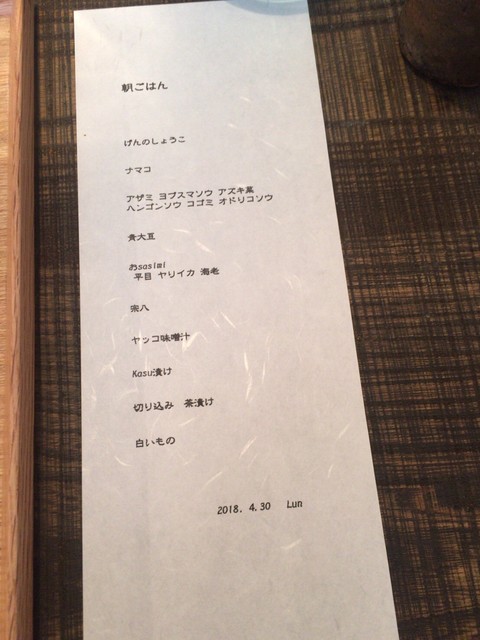 朝ごはん
げんのしょうこ
ナマコ
アザミ ヨブスマソウ アズキ菜
ヘンゴンソウ コゴミ オドリコソウ
青大豆
おsasimi
平目 ヤリイカ 海老
宗八
ヤッコ味噌汁
Kasu漬け
切り込み 茶漬け
白いもの
2018. 4.30 Lun